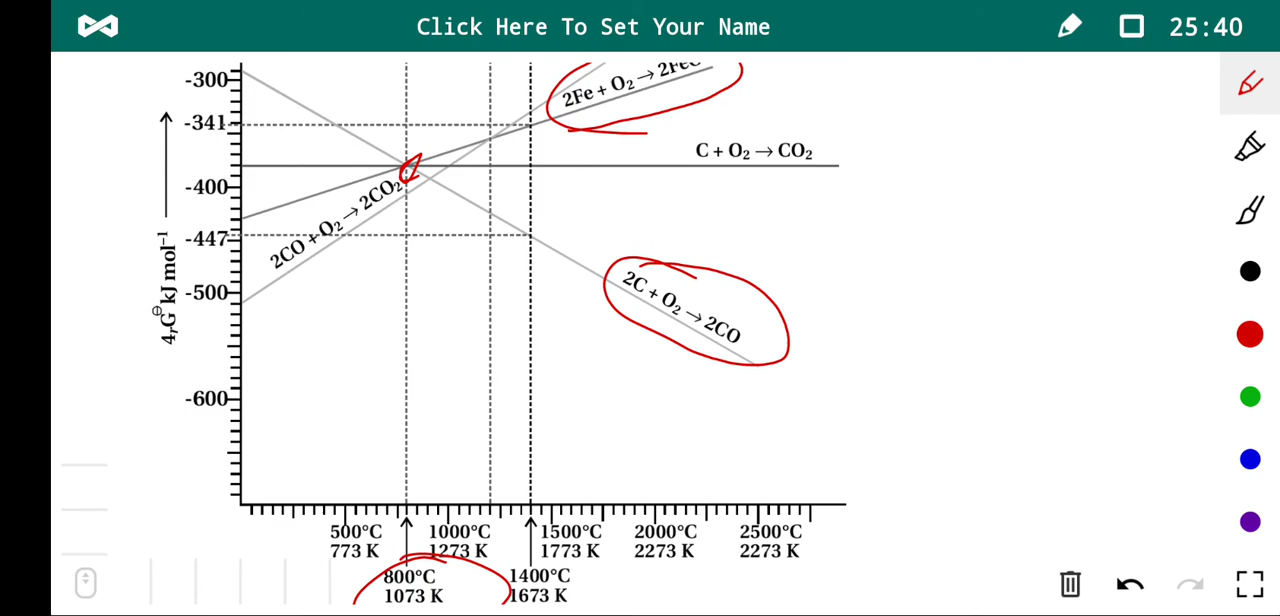 Click Here To Set Your Name
25:40
-300
-341
-400
-447
-500
-600
4,G⊖kJ mol⁻¹
2Fe + O₂ → 2FeO
C + O₂ → CO₂
2CO + O₂ → 2CO₂
2C + O₂ → 2CO
500°C 1000°C 1500°C 2000°C 2500°C
773 K 1273 K 1773 K 2273 K 2273 K
800°C 1400°C
1073 K 1673 K